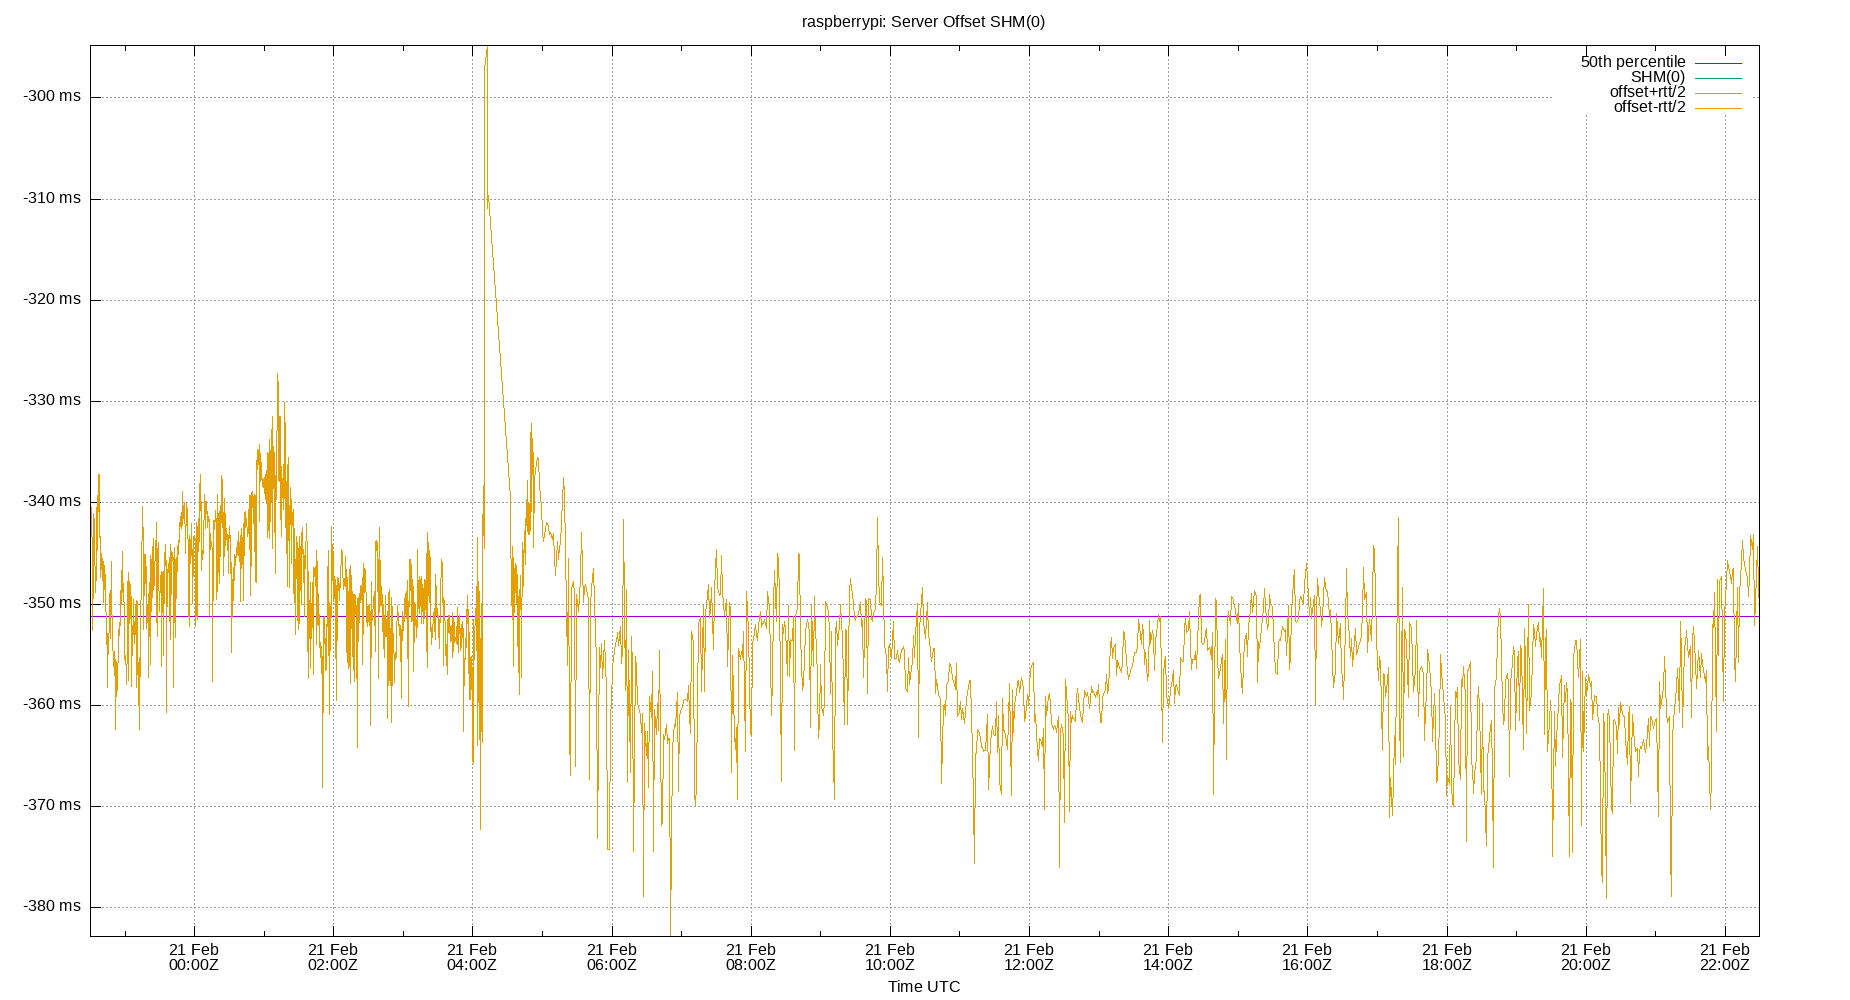 raspberrypi: Server Offset SHM(0)
50th percentile
SHM(0)
offset+rtt/2
offset-rtt/2
-300 ms
-310 ms
-320 ms
-330 ms
-340 ms
-350 ms
-360 ms
-370 ms
-380 ms
21 Feb 21 Feb 21 Feb 21 Feb 21 Feb 21 Feb 21 Feb 21 Feb 21 Feb 21 Feb 21 Feb 21 Feb
00:00Z 02:00Z 04:00Z 06:00Z 08:00Z 10:00Z 12:00Z 14:00Z 16:00Z 18:00Z 20:00Z 22:00Z
Time UTC